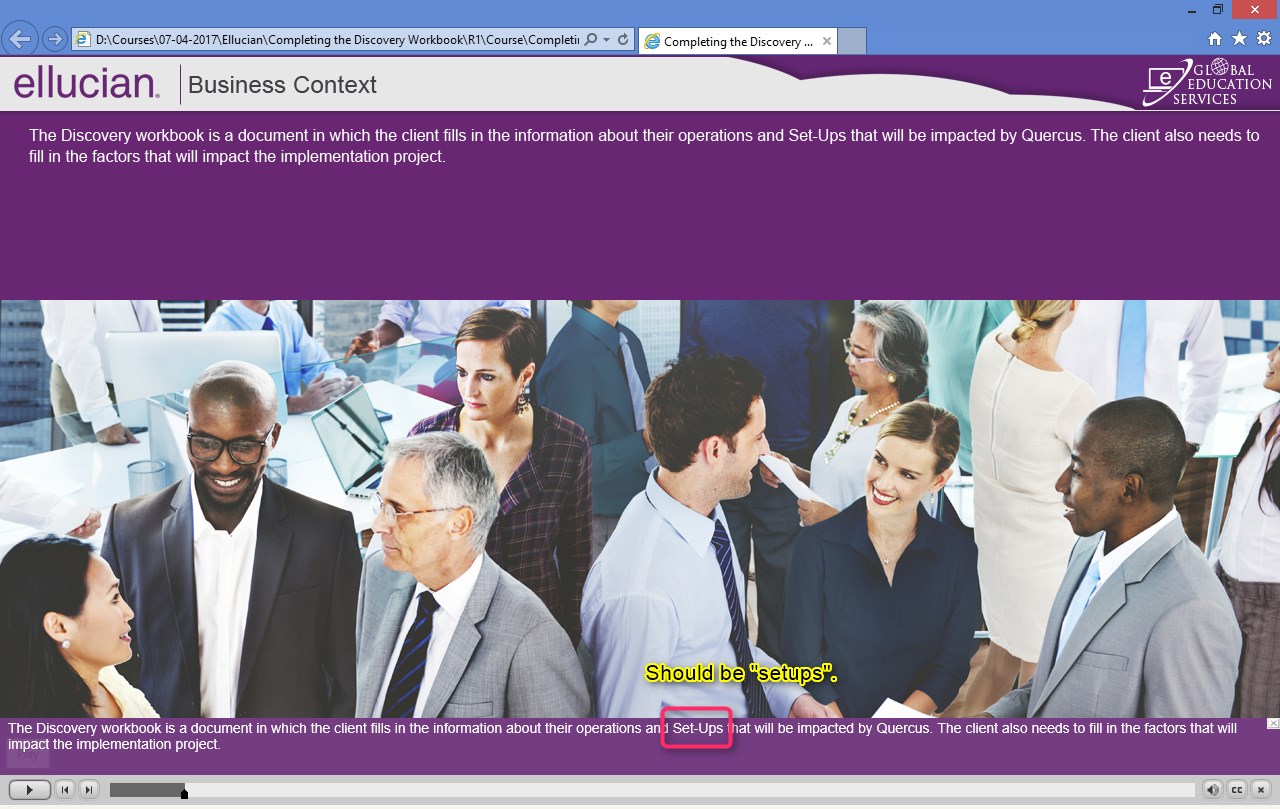 D:\Courses\07-04-2017\Ellucian\Completing the Discovery Workbook\R1\Course\Completin
Completing the Discovery ...
ellucian.
Business Context
GLOBAL
EDUCATION
SERVICES
The Discovery workbook is a document in which the client fills in the information about their operations and Set-Ups that will be impacted by Quercus. The client also needs to
fill in the factors that will impact the implementation project.
Should be "setups".
The Discovery workbook is a document in which the client fills in the information about their operations and Set-Ups that will be impacted by Quercus. The client also needs to fill in the factors that will
impact the implementation project.
CC